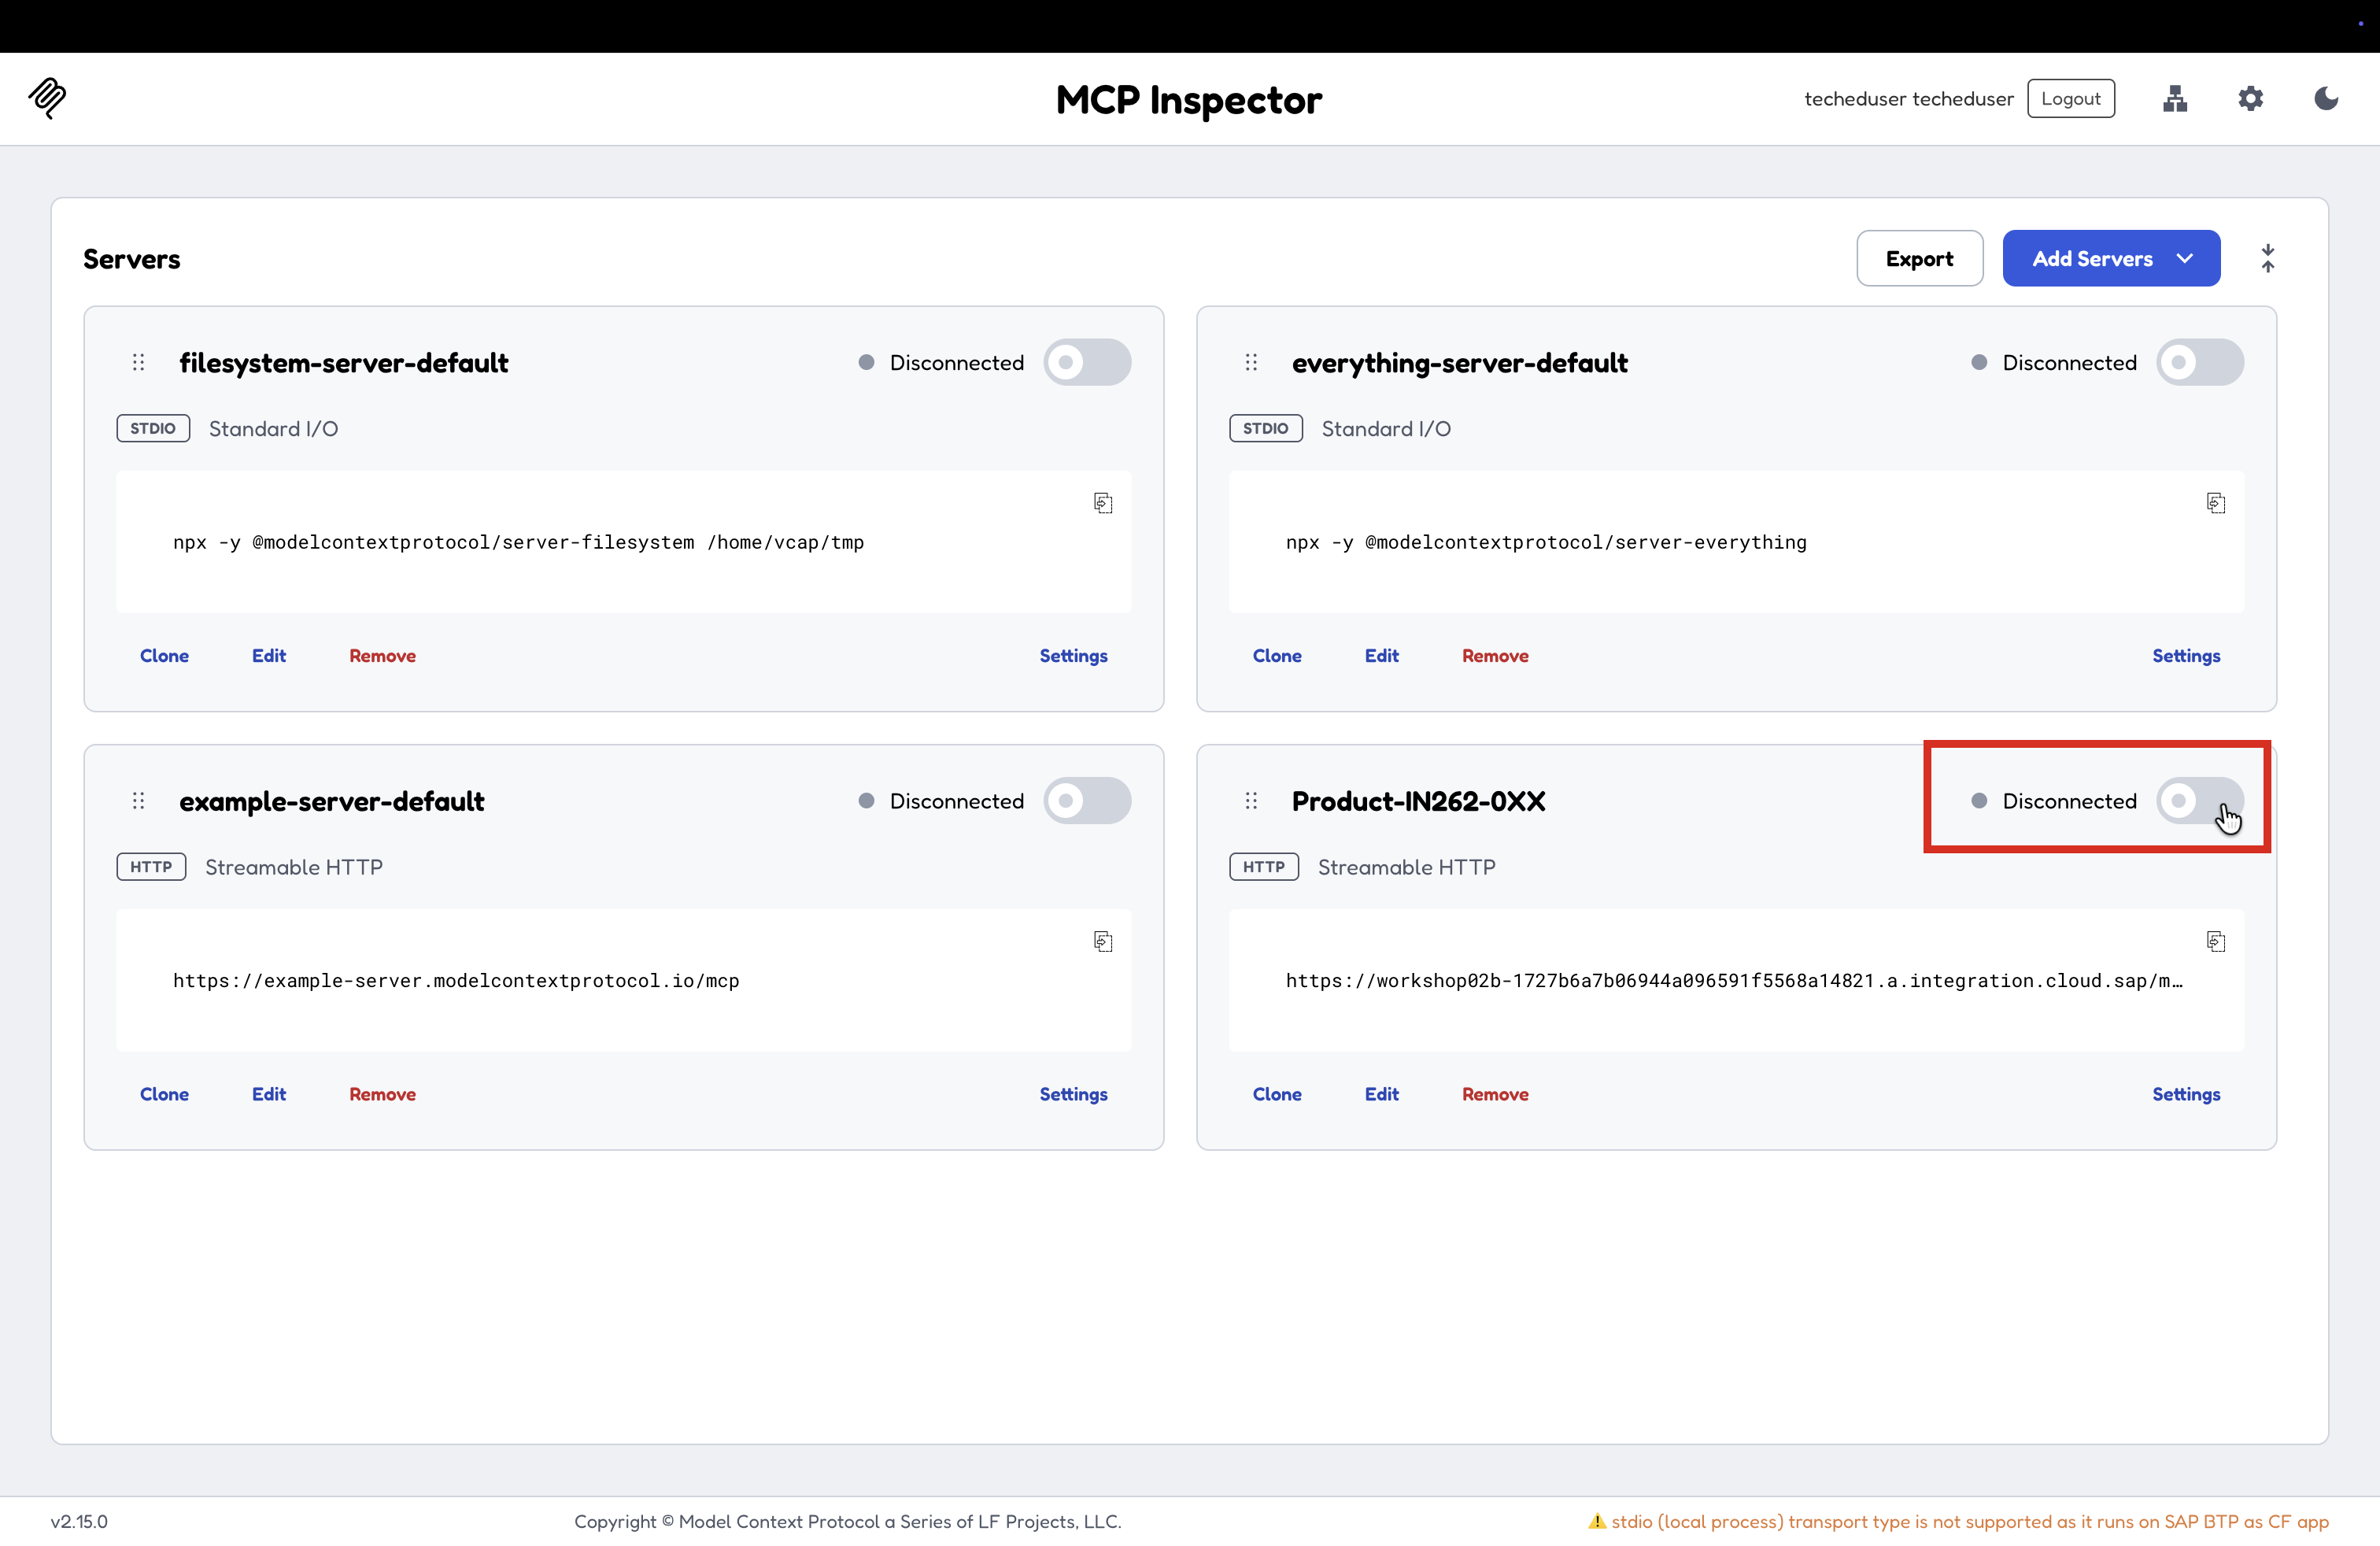 MCP Inspector
techeduser techeduser
Logout
Servers
Export
Add Servers
filesystem-server-default
Disconnected
STDIO Standard I/O
npx -y @modelcontextprotocol/server-filesystem /home/vcap/tmp
Clone Edit Remove Settings
everything-server-default
Disconnected
STDIO Standard I/O
npx -y @modelcontextprotocol/server-everything
Clone Edit Remove Settings
example-server-default
Disconnected
HTTP Streamable HTTP
https://example-server.modelcontextprotocol.io/mcp
Clone Edit Remove Settings
Product-IN262-0XX
Disconnected
HTTP Streamable HTTP
https://workshop02b-1727b6a7b06944a096591f5568a14821.a.integration.cloud.sap/m…
Clone Edit Remove Settings
v2.15.0
Copyright © Model Context Protocol a Series of LF Projects, LLC.
⚠️ stdio (local process) transport type is not supported as it runs on SAP BTP as CF app